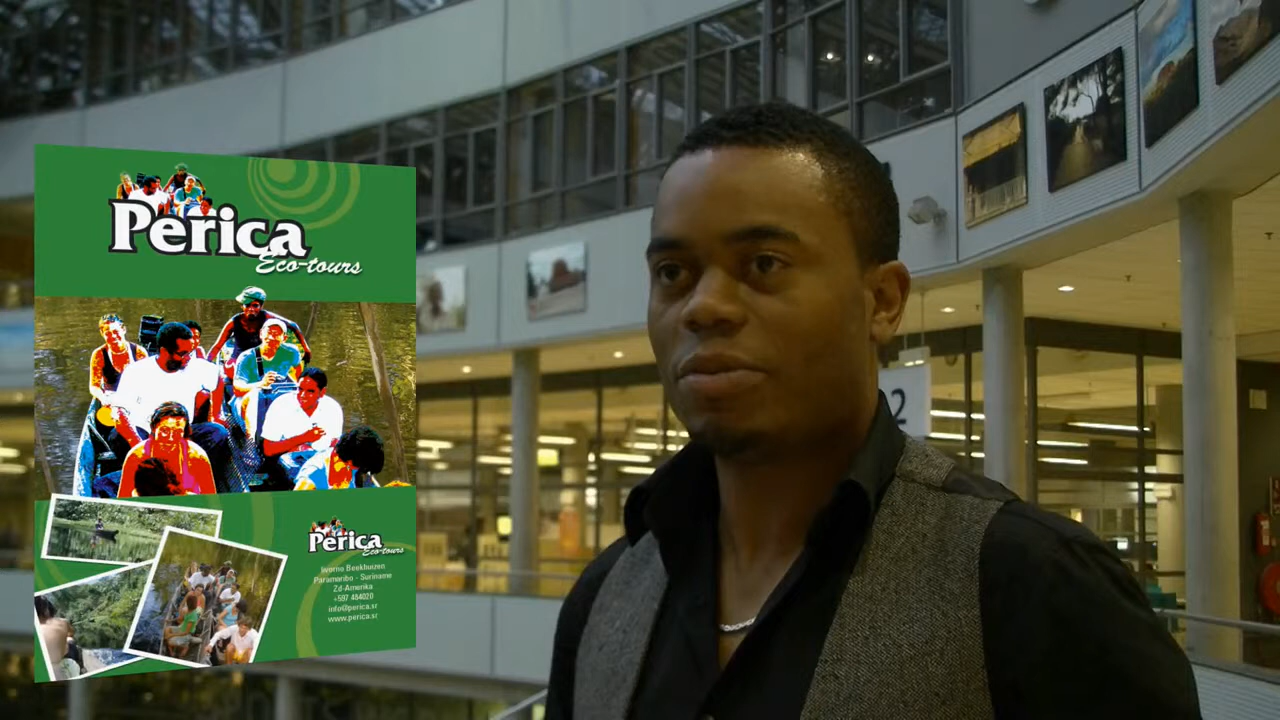 Perica
Eco-tours
Perica
Eco-tours
Ivorno Beekhuizen
Paramaribo - Suriname
Zd-Amerika
+597 484020
info@perica.sr
www.perica.sr
2